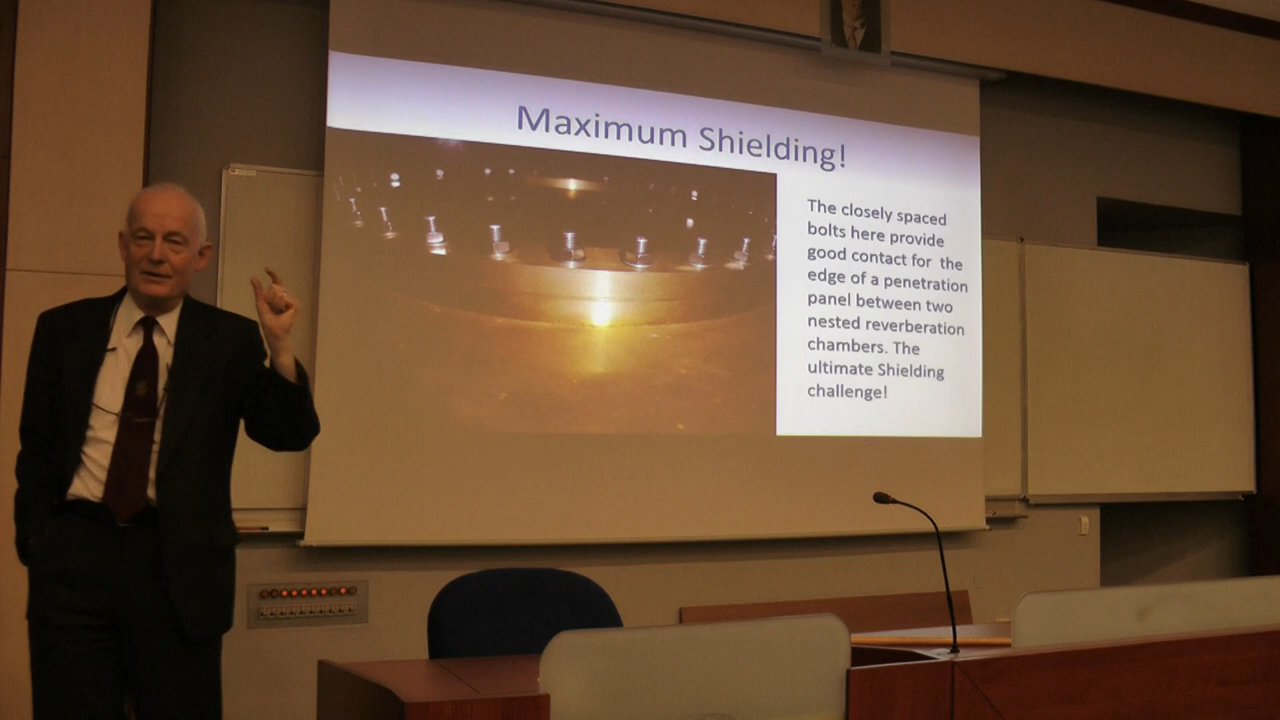 Maximum Shielding!
The closely spaced
bolts here provide
good contact for the
edge of a penetration
panel between two
nested reverberation
chambers. The
ultimate Shielding
challenge!